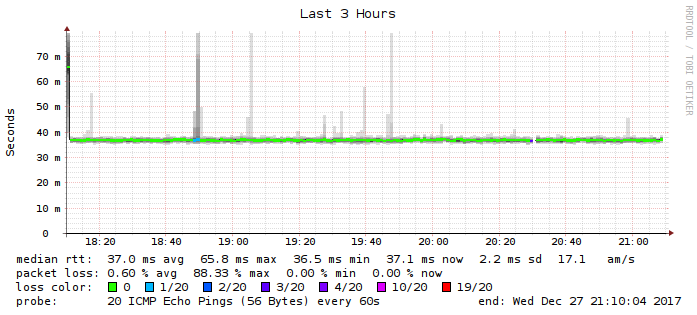 Last 3 Hours
RRDTOOL / TOBI OETIKER
Seconds
70 m
60 m
50 m
40 m
30 m
20 m
10 m
0
18:20 18:40 19:00 19:20 19:40 20:00 20:20 20:40 21:00
median rtt: 37.0 ms avg 65.8 ms max 36.5 ms min 37.1 ms now 2.2 ms sd 17.1 am/s
packet loss: 0.60 % avg 88.33 % max 0.00 % min 0.00 % now
loss color: 0 1/20 2/20 3/20 4/20 10/20 19/20
probe: 20 ICMP Echo Pings (56 Bytes) every 60s end: Wed Dec 27 21:10:04 2017